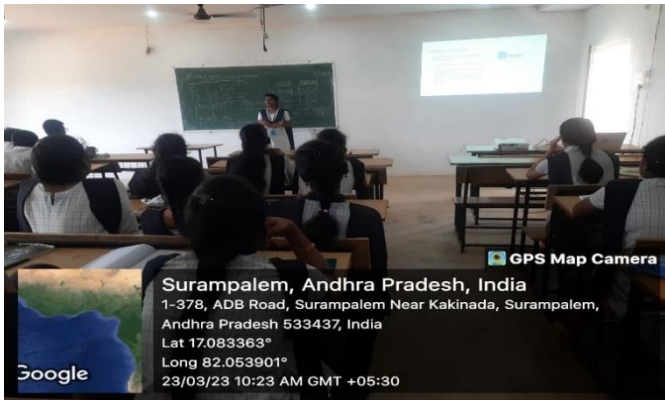 GPS Map Camera
Surampalem, Andhra Pradesh, India
1-378, ADB Road, Surampalem Near Kakinada, Surampalem,
Andhra Pradesh 533437, India
Lat 17.083363°
Long 82.053901°
23/03/23 10:23 AM GMT +05:30
Google